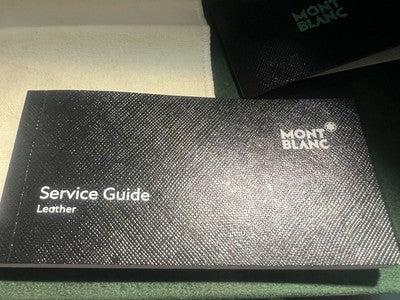 MONT
BLANC
MONT
BLANC
Service Guide
Leather